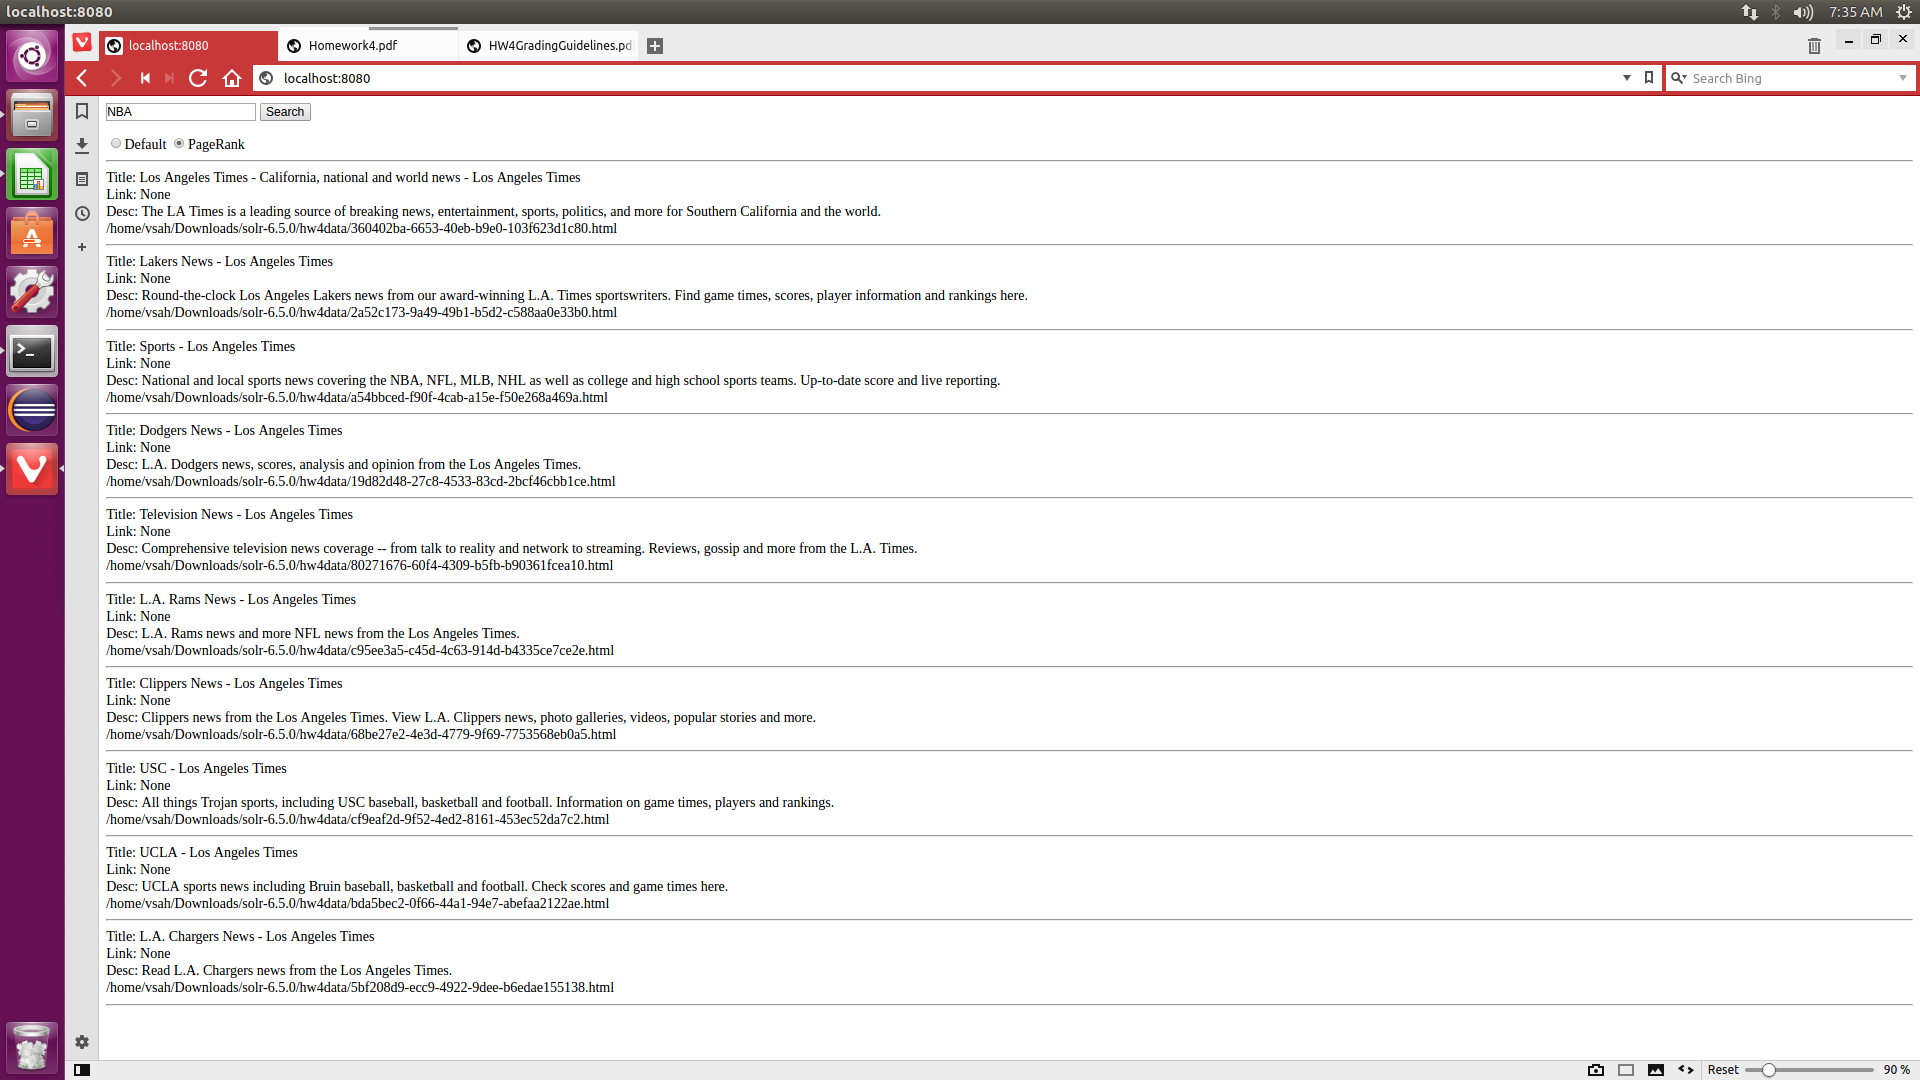 localhost:8080
7:35 AM
localhost:8080
Homework4.pdf
HW4GradingGuidelines.pd
localhost:8080
Search Bing
NBA
Search
Default
PageRank
Title: Los Angeles Times - California, national and world news - Los Angeles Times
Link: None
Desc: The LA Times is a leading source of breaking news, entertainment, sports, politics, and more for Southern California and the world.
/home/vsah/Downloads/solr-6.5.0/hw4data/360402ba-6653-40eb-b9e0-103f623d1c80.html
Title: Lakers News - Los Angeles Times
Link: None
Desc: Round-the-clock Los Angeles Lakers news from our award-winning L.A. Times sportswriters. Find game times, scores, player information and rankings here.
/home/vsah/Downloads/solr-6.5.0/hw4data/2a52c173-9a49-49b1-b5d2-c588aa0e33b0.html
Title: Sports - Los Angeles Times
Link: None
Desc: National and local sports news covering the NBA, NFL, MLB, NHL as well as college and high school sports teams. Up-to-date score and live reporting.
/home/vsah/Downloads/solr-6.5.0/hw4data/a54bbced-f90f-4cab-a15e-f50e268a469a.html
Title: Dodgers News - Los Angeles Times
Link: None
Desc: L.A. Dodgers news, scores, analysis and opinion from the Los Angeles Times.
/home/vsah/Downloads/solr-6.5.0/hw4data/19d82d48-27c8-4533-83cd-2bcf46cbb1ce.html
Title: Television News - Los Angeles Times
Link: None
Desc: Comprehensive television news coverage -- from talk to reality and network to streaming. Reviews, gossip and more from the L.A. Times.
/home/vsah/Downloads/solr-6.5.0/hw4data/80271676-60f4-4309-b5fb-b90361fcea10.html
Title: L.A. Rams News - Los Angeles Times
Link: None
Desc: L.A. Rams news and more NFL news from the Los Angeles Times.
/home/vsah/Downloads/solr-6.5.0/hw4data/c95ee3a5-c45d-4c63-914d-b4335ce7ce2e.html
Title: Clippers News - Los Angeles Times
Link: None
Desc: Clippers news from the Los Angeles Times. View L.A. Clippers news, photo galleries, videos, popular stories and more.
/home/vsah/Downloads/solr-6.5.0/hw4data/68be27e2-4e3d-4779-9f69-7753568eb0a5.html
Title: USC - Los Angeles Times
Link: None
Desc: All things Trojan sports, including USC baseball, basketball and football. Information on game times, players and rankings.
/home/vsah/Downloads/solr-6.5.0/hw4data/cf9eaf2d-9f52-4ed2-8161-453ec52da7c2.html
Title: UCLA - Los Angeles Times
Link: None
Desc: UCLA sports news including Bruin baseball, basketball and football. Check scores and game times here.
/home/vsah/Downloads/solr-6.5.0/hw4data/bda5bec2-0f66-44a1-94e7-abefaa2122ae.html
Title: L.A. Chargers News - Los Angeles Times
Link: None
Desc: Read L.A. Chargers news from the Los Angeles Times.
/home/vsah/Downloads/solr-6.5.0/hw4data/5bf208d9-ecc9-4922-9dee-b6edae155138.html
Reset
90 %